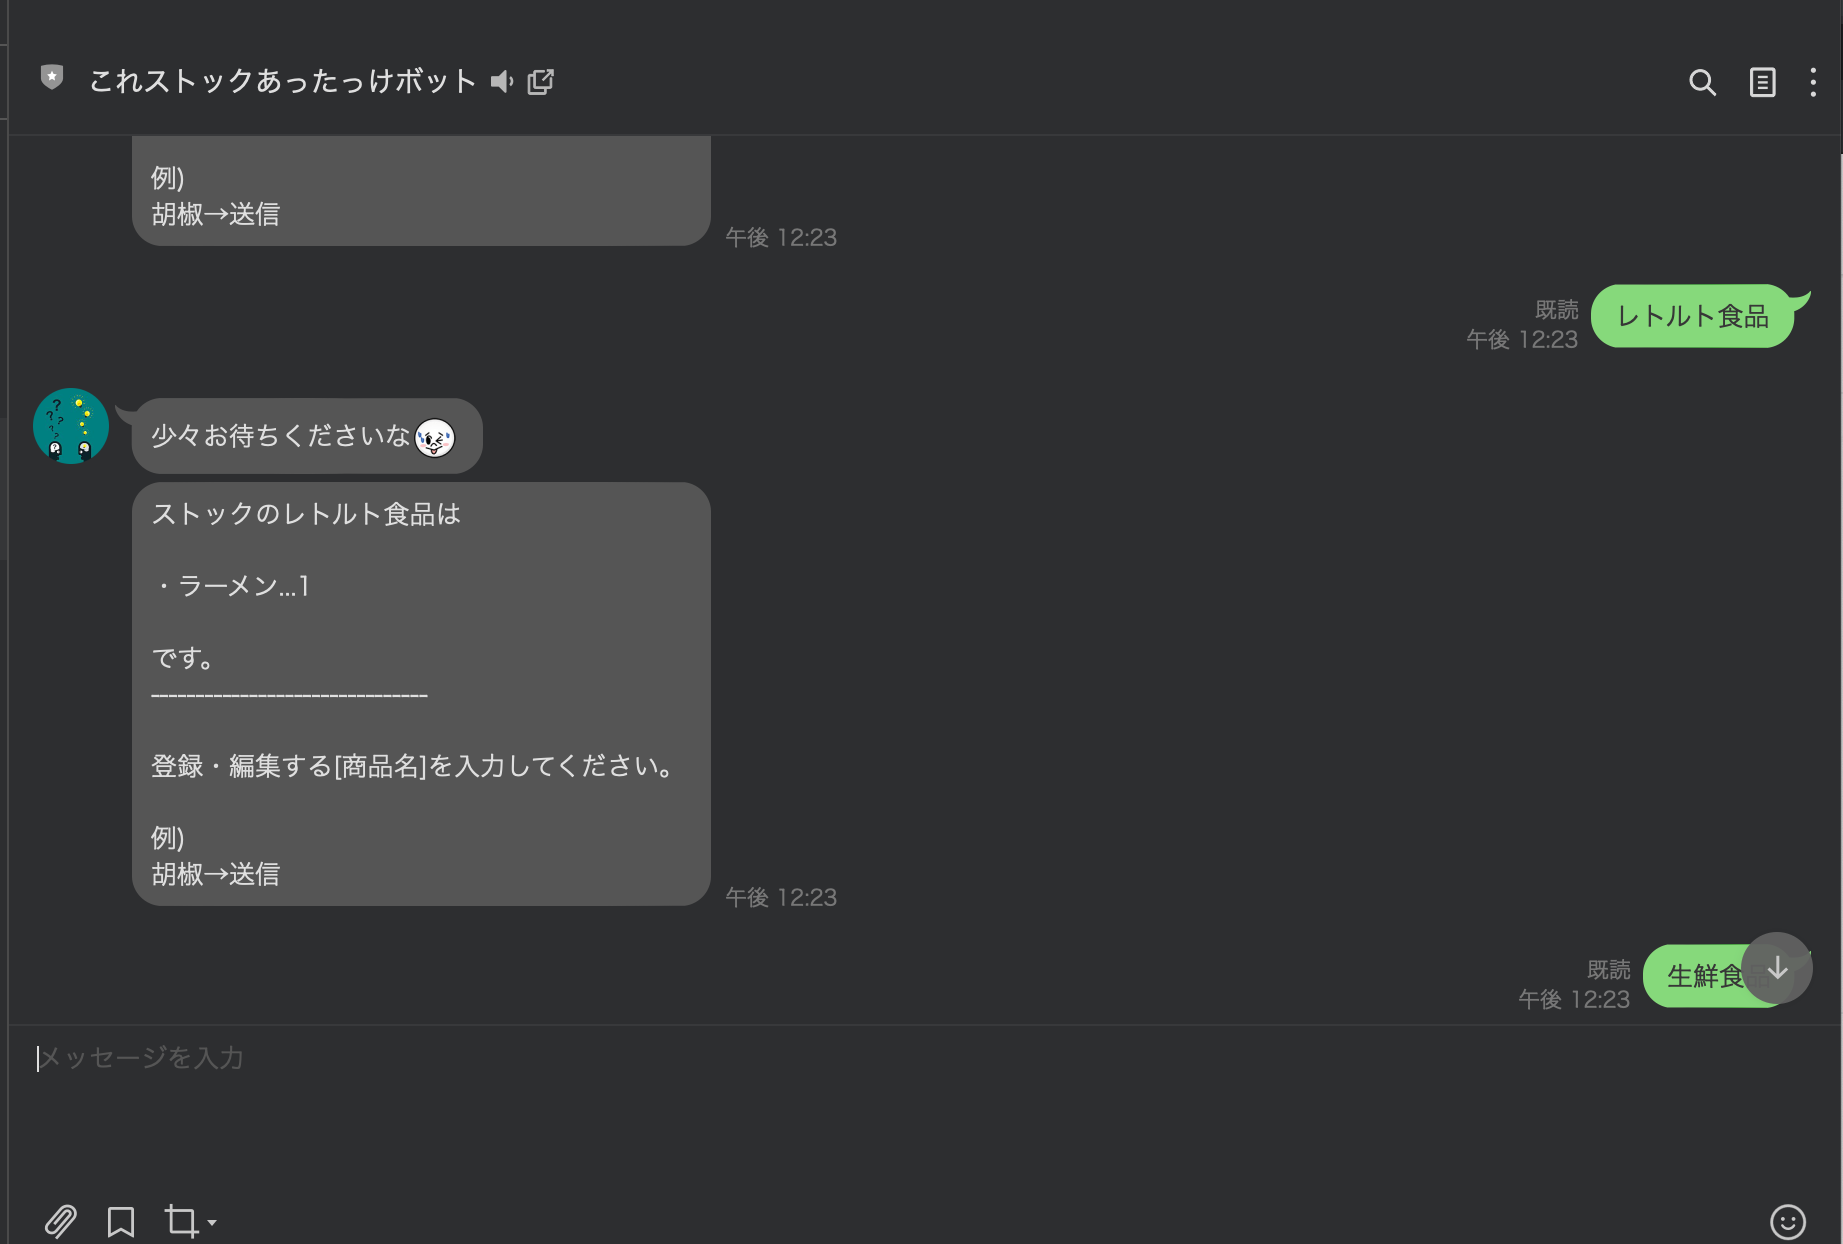 これストックあったっけボット
例)
胡椒→送信
午後 12:23
既読
午後 12:23
レトルト食品
少々お待ちくださいな
ストックのレトルト食品は
・ラーメン...1
です。
-------------------------------
登録・編集する[商品名]を入力してください。
例)
胡椒→送信
午後 12:23
既読
午後 12:23
生鮮食品
メッセージを入力